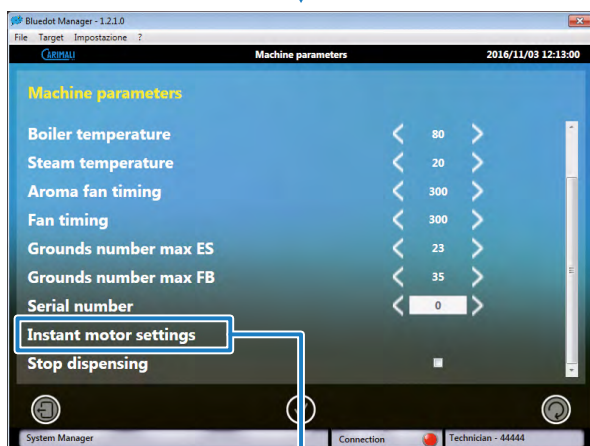 Bluedot Manager - 1.2.1.0
File Target Impostazione ?
CARIMALI Machine parameters 2016/11/03 12:13:00
Machine parameters
Boiler temperature 80
Steam temperature 20
Aroma fan timing 300
Fan timing 300
Grounds number max ES 23
Grounds number max FB 35
Serial number 0
Instant motor settings
Stop dispensing
System Manager Connection Technician - 44444